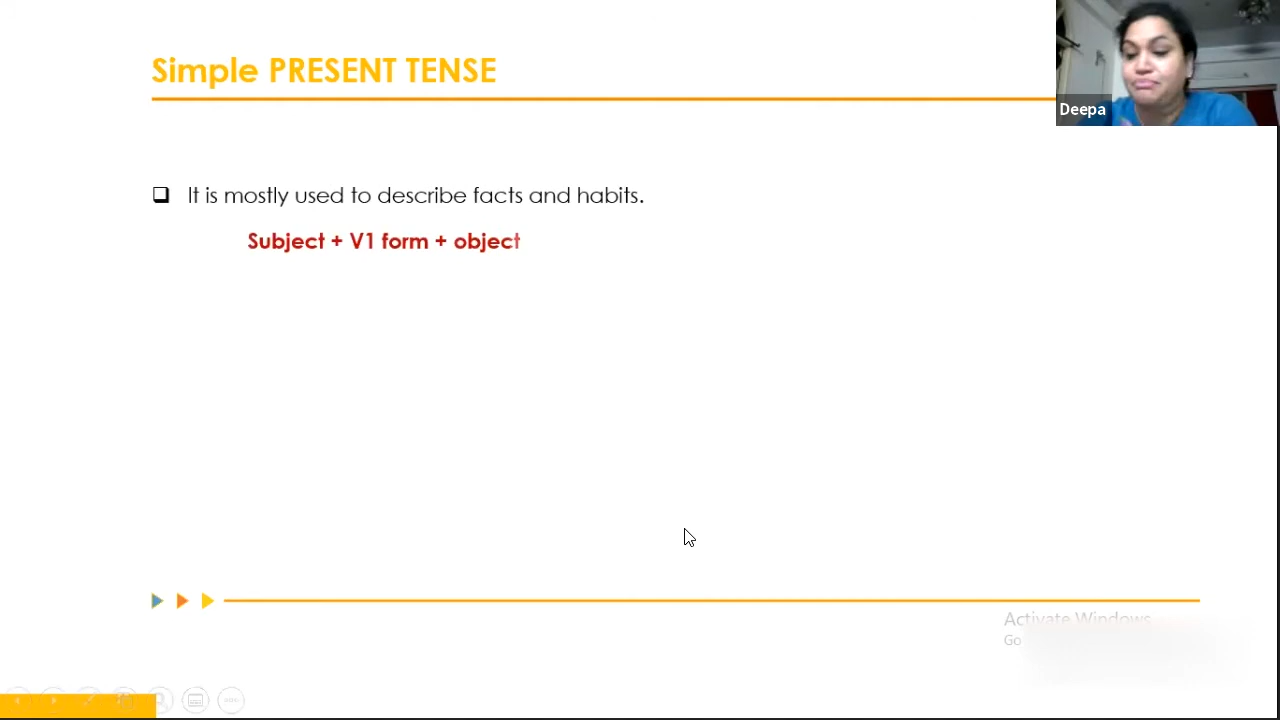 Simple PRESENT TENSE
Deepa
It is mostly used to describe facts and habits.
Subject + V1 form + object
Activate Windows
Go